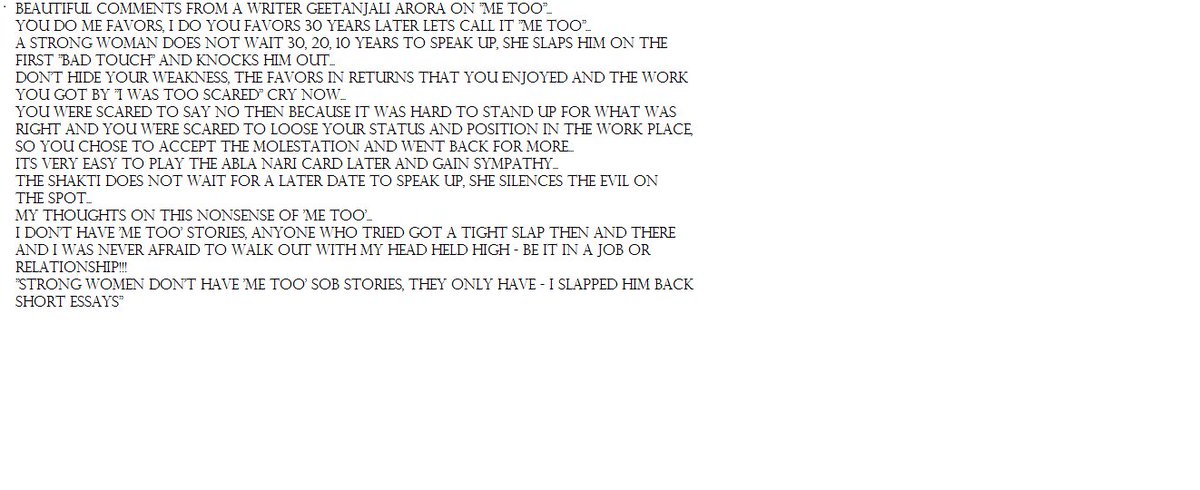 · BEAUTIFUL COMMENTS FROM A WRITER GEETANJALI ARORA ON "ME TOO"...
YOU DO ME FAVORS, I DO YOU FAVORS 30 YEARS LATER LETS CALL IT "ME TOO"...
A STRONG WOMAN DOES NOT WAIT 30, 20, 10 YEARS TO SPEAK UP, SHE SLAPS HIM ON THE
FIRST "BAD TOUCH" AND KNOCKS HIM OUT...
DON'T HIDE YOUR WEAKNESS, THE FAVORS IN RETURNS THAT YOU ENJOYED AND THE WORK
YOU GOT BY "I WAS TOO SCARED" CRY NOW...
YOU WERE SCARED TO SAY NO THEN BECAUSE IT WAS HARD TO STAND UP FOR WHAT WAS
RIGHT AND YOU WERE SCARED TO LOOSE YOUR STATUS AND POSITION IN THE WORK PLACE,
SO YOU CHOSE TO ACCEPT THE MOLESTATION AND WENT BACK FOR MORE...
ITS VERY EASY TO PLAY THE ABLA NARI CARD LATER AND GAIN SYMPATHY...
THE SHAKTI DOES NOT WAIT FOR A LATER DATE TO SPEAK UP, SHE SILENCES THE EVIL ON
THE SPOT...
MY THOUGHTS ON THIS NONSENSE OF 'ME TOO'...
I DON'T HAVE 'ME TOO' STORIES, ANYONE WHO TRIED GOT A TIGHT SLAP THEN AND THERE
AND I WAS NEVER AFRAID TO WALK OUT WITH MY HEAD HELD HIGH - BE IT IN A JOB OR
RELATIONSHIP!!!
"STRONG WOMEN DON'T HAVE 'ME TOO' SOB STORIES, THEY ONLY HAVE - I SLAPPED HIM BACK
SHORT ESSAYS"